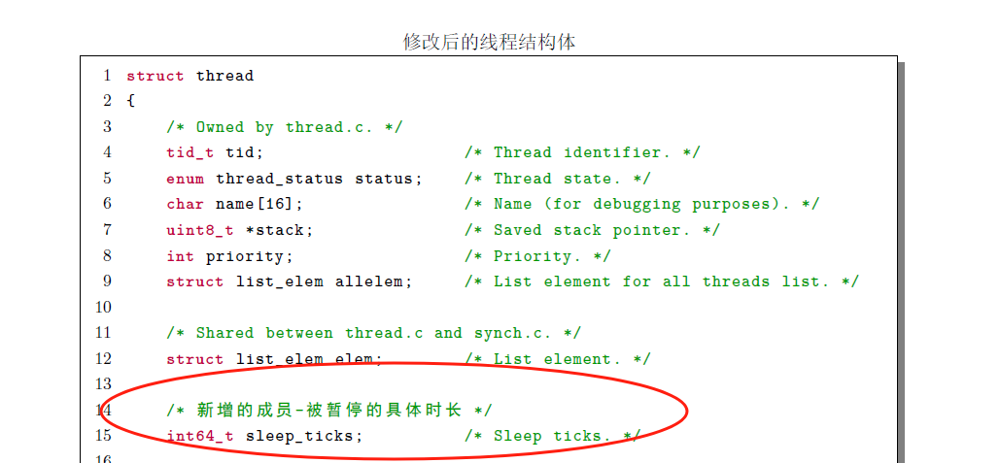 修改后的线程结构体
1 struct thread
2 {
3 /* Owned by thread.c. */
4 tid_t tid; /* Thread identifier. */
5 enum thread_status status; /* Thread state. */
6 char name[16]; /* Name (for debugging purposes). */
7 uint8_t *stack; /* Saved stack pointer. */
8 int priority; /* Priority. */
9 struct list_elem allelem; /* List element for all threads list. */
10
11 /* Shared between thread.c and synch.c. */
12 struct list_elem elem; /* List element. */
13
14 /* 新增的成员-被暂停的具体时长 */
15 int64_t sleep_ticks; /* Sleep ticks. */
16